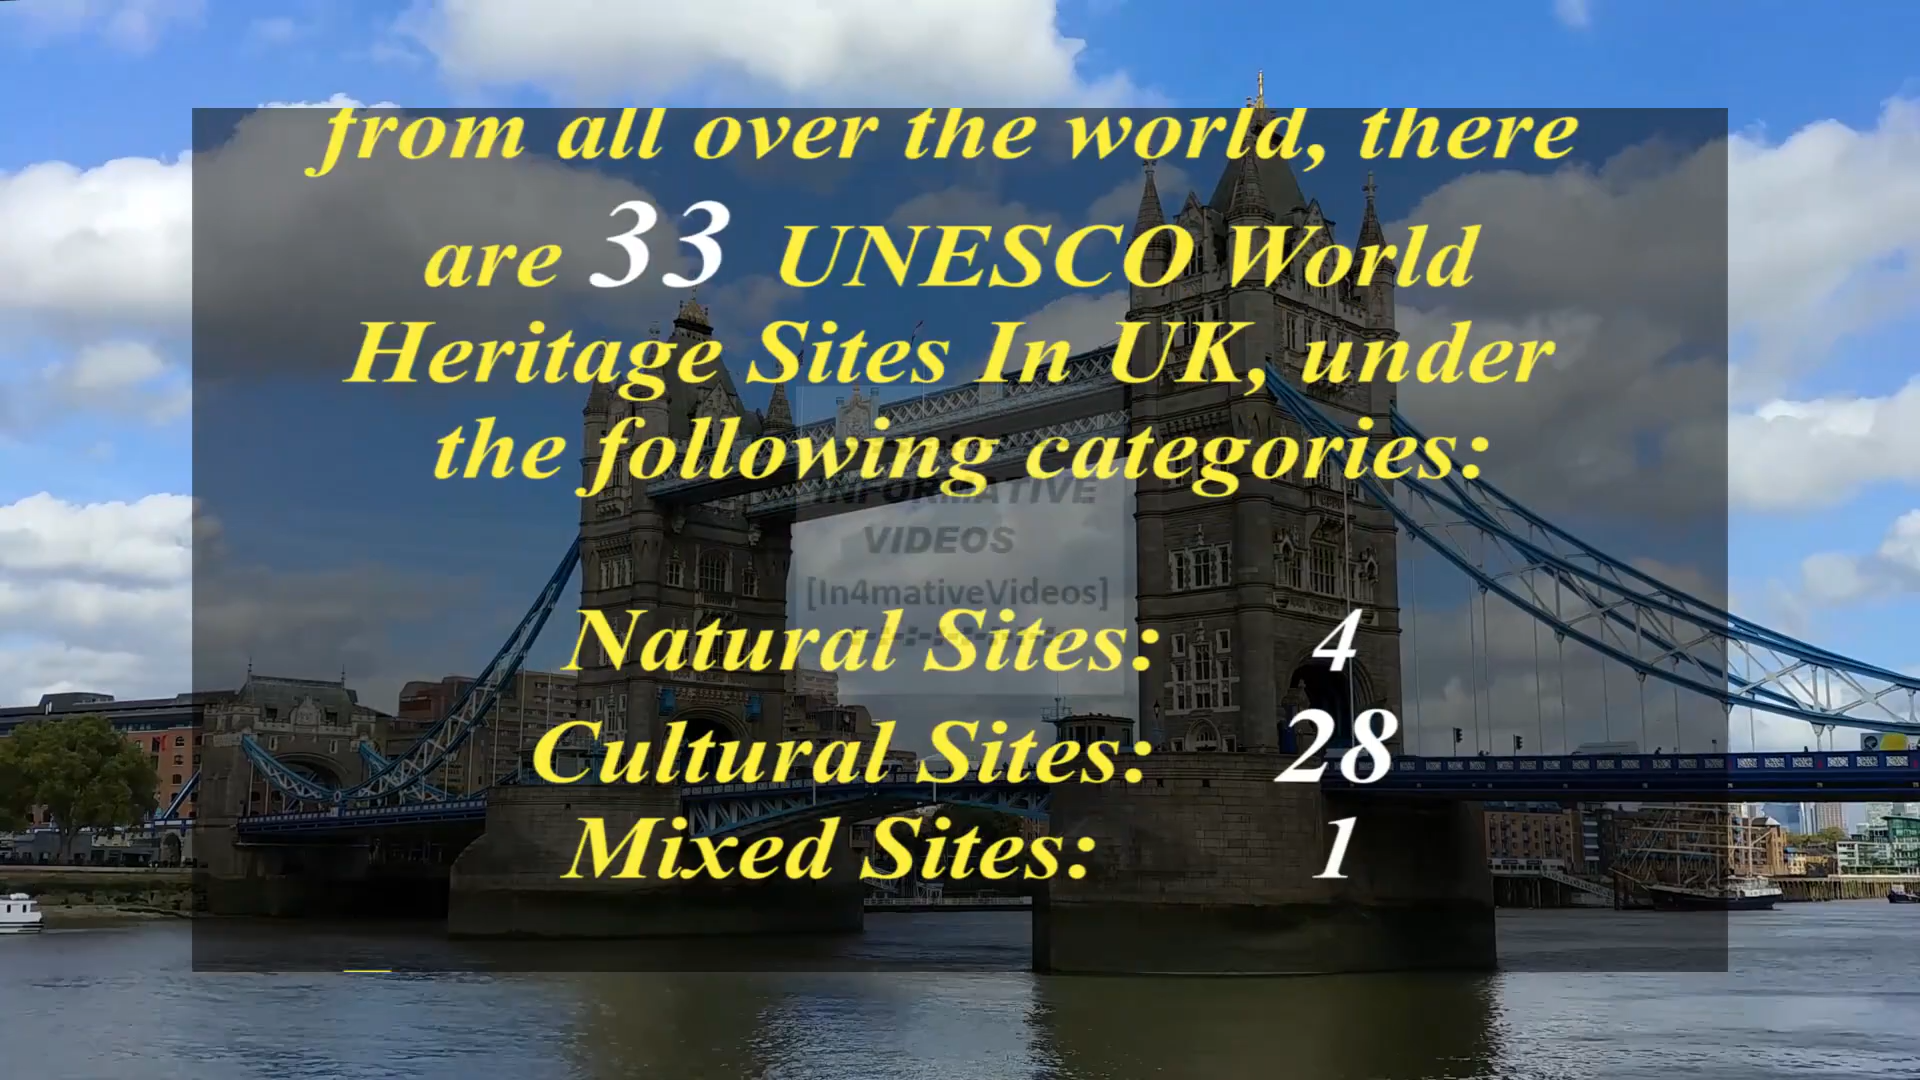 from all over the world, there
are 33 UNESCO World
Heritage Sites In UK, under
the following categories:
INFORMATIVE
VIDEOS
[In4mativeVideos]
Natural Sites: 4
Cultural Sites: 28
Mixed Sites: 1